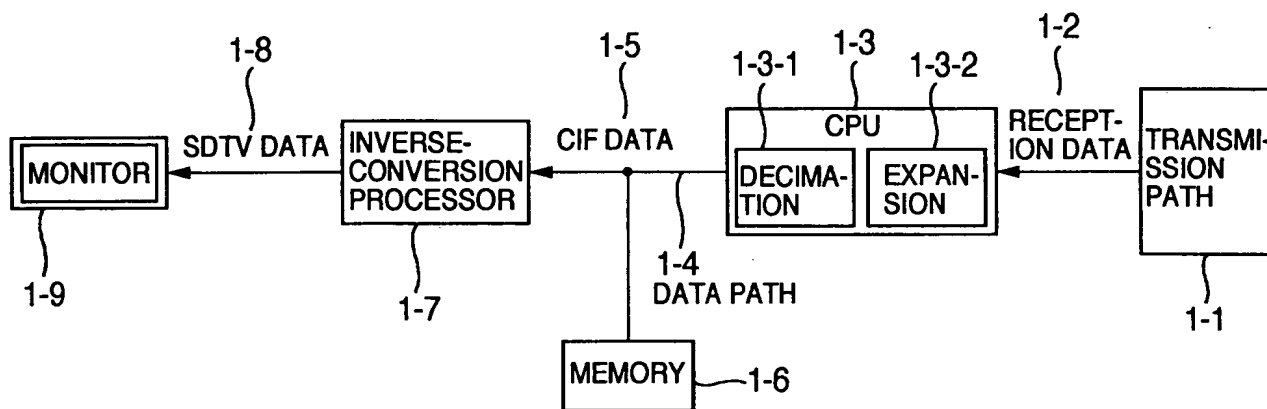 1-2
1-5
1-3
1-8
1-3-1
1-3-2
CPU
RECEPT-
ION DATA
TRANSMI-
SSION
PATH
SDTV DATA
INVERSE-
CONVERSION
PROCESSOR
CIF DATA
MONITOR
DECIMA-
TION
EXPAN-
SION
1-4
DATA PATH
1-9
1-7
1-1
MEMORY
1-6